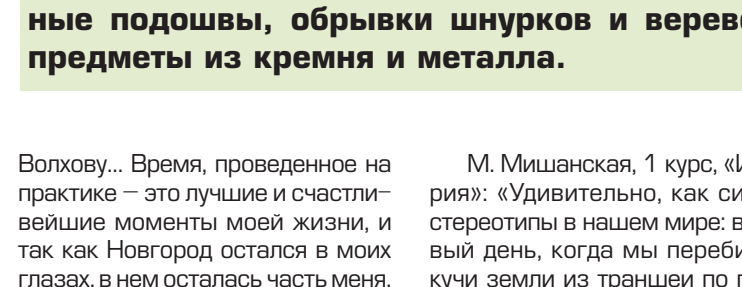 ные подошвы, обрывки шнурков и верев
предметы из кремня и металла.
Волхову... Время, проведенное на
практике – это лучшие и счастли-
вейшие моменты моей жизни, и
так как Новгород остался в моих
глазах, в нем осталась часть меня.
М. Мишанская, 1 курс, «И
рия»: «Удивительно, как си
стереотипы в нашем мире: в
вый день, когда мы переби
кучи земли из траншеи по